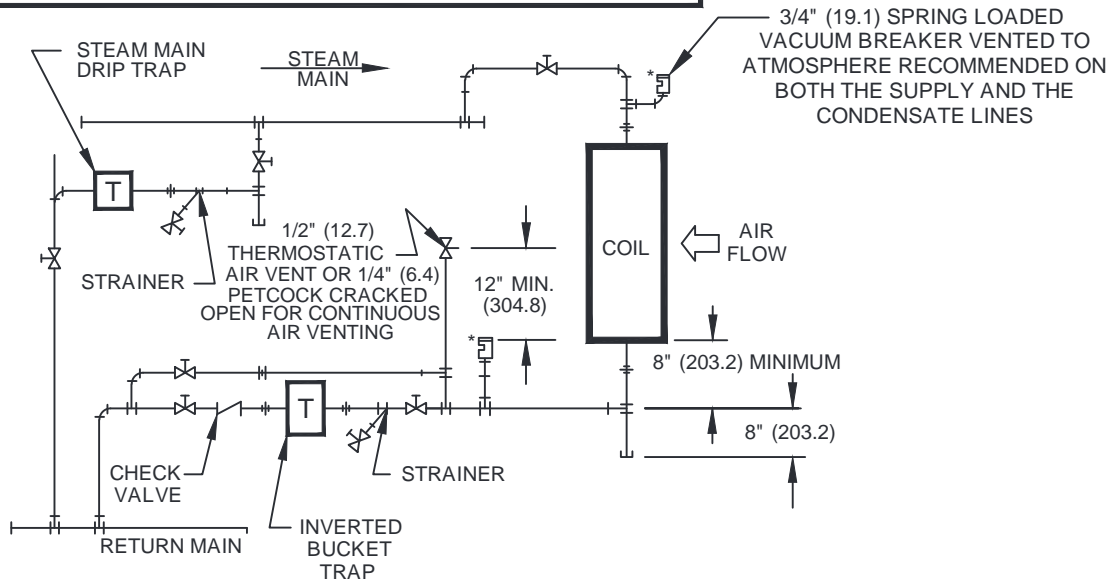 3/4" (19.1) SPRING LOADED
VACUUM BREAKER VENTED TO
ATMOSPHERE RECOMMENDED ON
BOTH THE SUPPLY AND THE
CONDENSATE LINES
STEAM MAIN
DRIP TRAP
STEAM
MAIN
*
T
STRAINER
1/2" (12.7)
THERMOSTATIC
AIR VENT OR 1/4" (6.4)
PETCOCK CRACKED
OPEN FOR CONTINUOUS
AIR VENTING
12" MIN.
(304.8)
COIL
AIR
FLOW
*
8" (203.2) MINIMUM
T
8" (203.2)
CHECK
VALVE
STRAINER
INVERTED
BUCKET
TRAP
RETURN MAIN